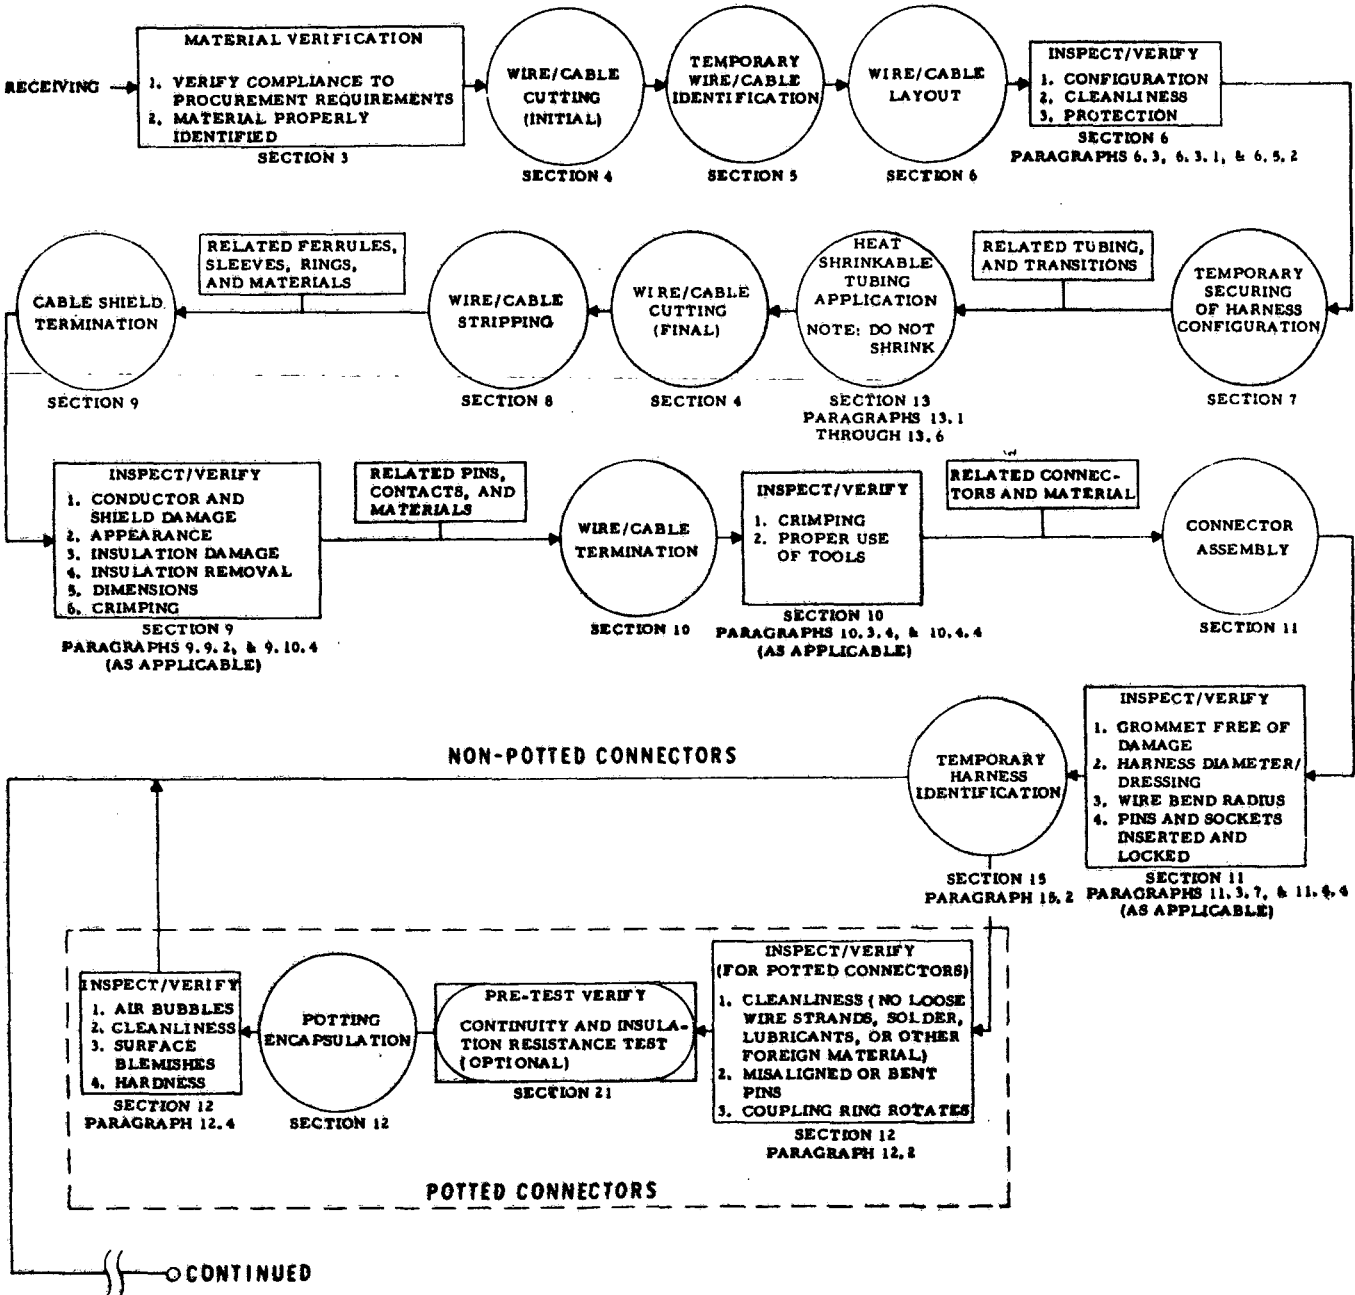 MATERIAL VERIFICATION
RECEIVING
1. VERIFY COMPLIANCE TO
PROCUREMENT REQUIREMENTS
2. MATERIAL PROPERLY
IDENTIFIED
SECTION 3
WIRE/CABLE
CUTTING
(INITIAL)
SECTION 4
TEMPORARY
WIRE/CABLE
IDENTIFICATION
SECTION 5
WIRE/CABLE
LAYOUT
SECTION 6
INSPECT/VERIFY
1. CONFIGURATION
2. CLEANLINESS
3. PROTECTION
SECTION 6
PARAGRAPHS 6.3, 6.3.1, & 6.5.2
CABLE SHIELD
TERMINATION
SECTION 9
RELATED FERRULES,
SLEEVES, RINGS,
AND MATERIALS
WIRE/CABLE
STRIPPING
SECTION 8
WIRE/CABLE
CUTTING
(FINAL)
SECTION 4
HEAT
SHRINKABLE
TUBING
APPLICATION
NOTE: DO NOT
SHRINK
SECTION 13
PARAGRAPHS 13.1
THROUGH 13.6
RELATED TUBING,
AND TRANSITIONS
TEMPORARY
SECURING
OF HARNESS
CONFIGURATION
SECTION 7
INSPECT/VERIFY
1. CONDUCTOR AND
SHIELD DAMAGE
2. APPEARANCE
3. INSULATION DAMAGE
4. INSULATION REMOVAL
5. DIMENSIONS
6. CRIMPING
SECTION 9
PARAGRAPHS 9.9.2, & 9.10.4
(AS APPLICABLE)
RELATED PINS,
CONTACTS, AND
MATERIALS
WIRE/CABLE
TERMINATION
SECTION 10
INSPECT/VERIFY
1. CRIMPING
2. PROPER USE
OF TOOLS
SECTION 10
PARAGRAPHS 10.3.4, & 10.4.4
(AS APPLICABLE)
RELATED CONNEC-
TORS AND MATERIAL
CONNECTOR
ASSEMBLY
SECTION 11
INSPECT/VERIFY
1. GROMMET FREE OF
DAMAGE
2. HARNESS DIAMETER/
DRESSING
3. WIRE BEND RADIUS
4. PINS AND SOCKETS
INSERTED AND
LOCKED
SECTION 11
PARAGRAPHS 11.3.7, & 11.4.4
(AS APPLICABLE)
TEMPORARY
HARNESS
IDENTIFICATION
SECTION 15
PARAGRAPH 15.2
NON-POTTED CONNECTORS
INSPECT/VERIFY
(FOR POTTED CONNECTORS)
1. CLEANLINESS (NO LOOSE
WIRE STRANDS, SOLDER,
LUBRICANTS, OR OTHER
FOREIGN MATERIAL)
2. MISALIGNED OR BENT
PINS
3. COUPLING RING ROTATES
SECTION 12
PARAGRAPH 12.2
PRE-TEST VERIFY
CONTINUITY AND INSULA-
TION RESISTANCE TEST
(OPTIONAL)
SECTION 21
POTTING
ENCAPSULATION
SECTION 12
INSPECT/VERIFY
1. AIR BUBBLES
2. CLEANLINESS
3. SURFACE
BLEMISHES
4. HARDNESS
SECTION 12
PARAGRAPH 12.4
POTTED CONNECTORS
CONTINUED